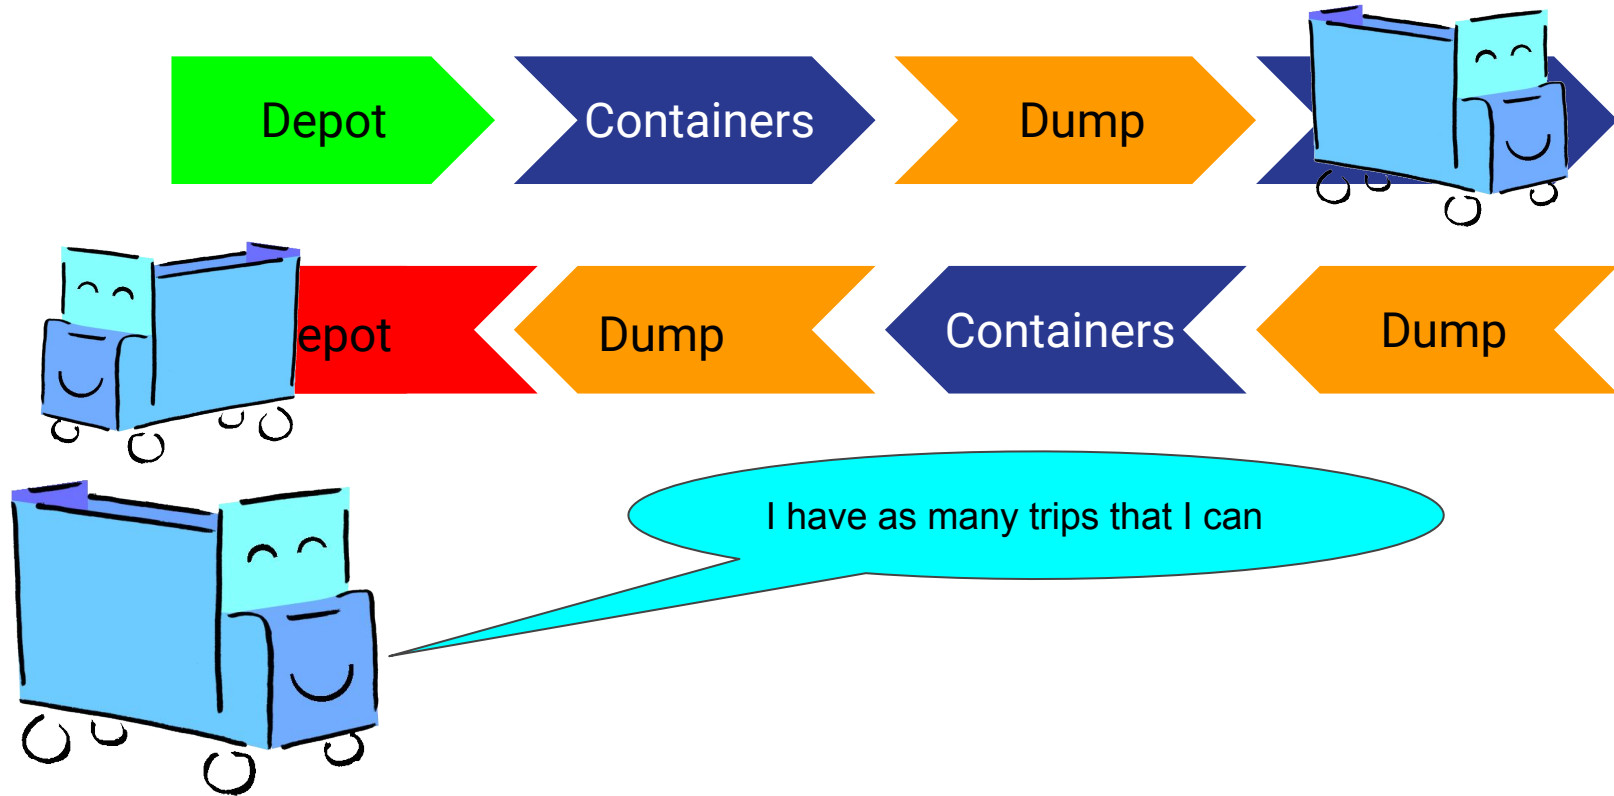 Depot
Containers
Dump
epot
Dump
Containers
Dump
I have as many trips that I can